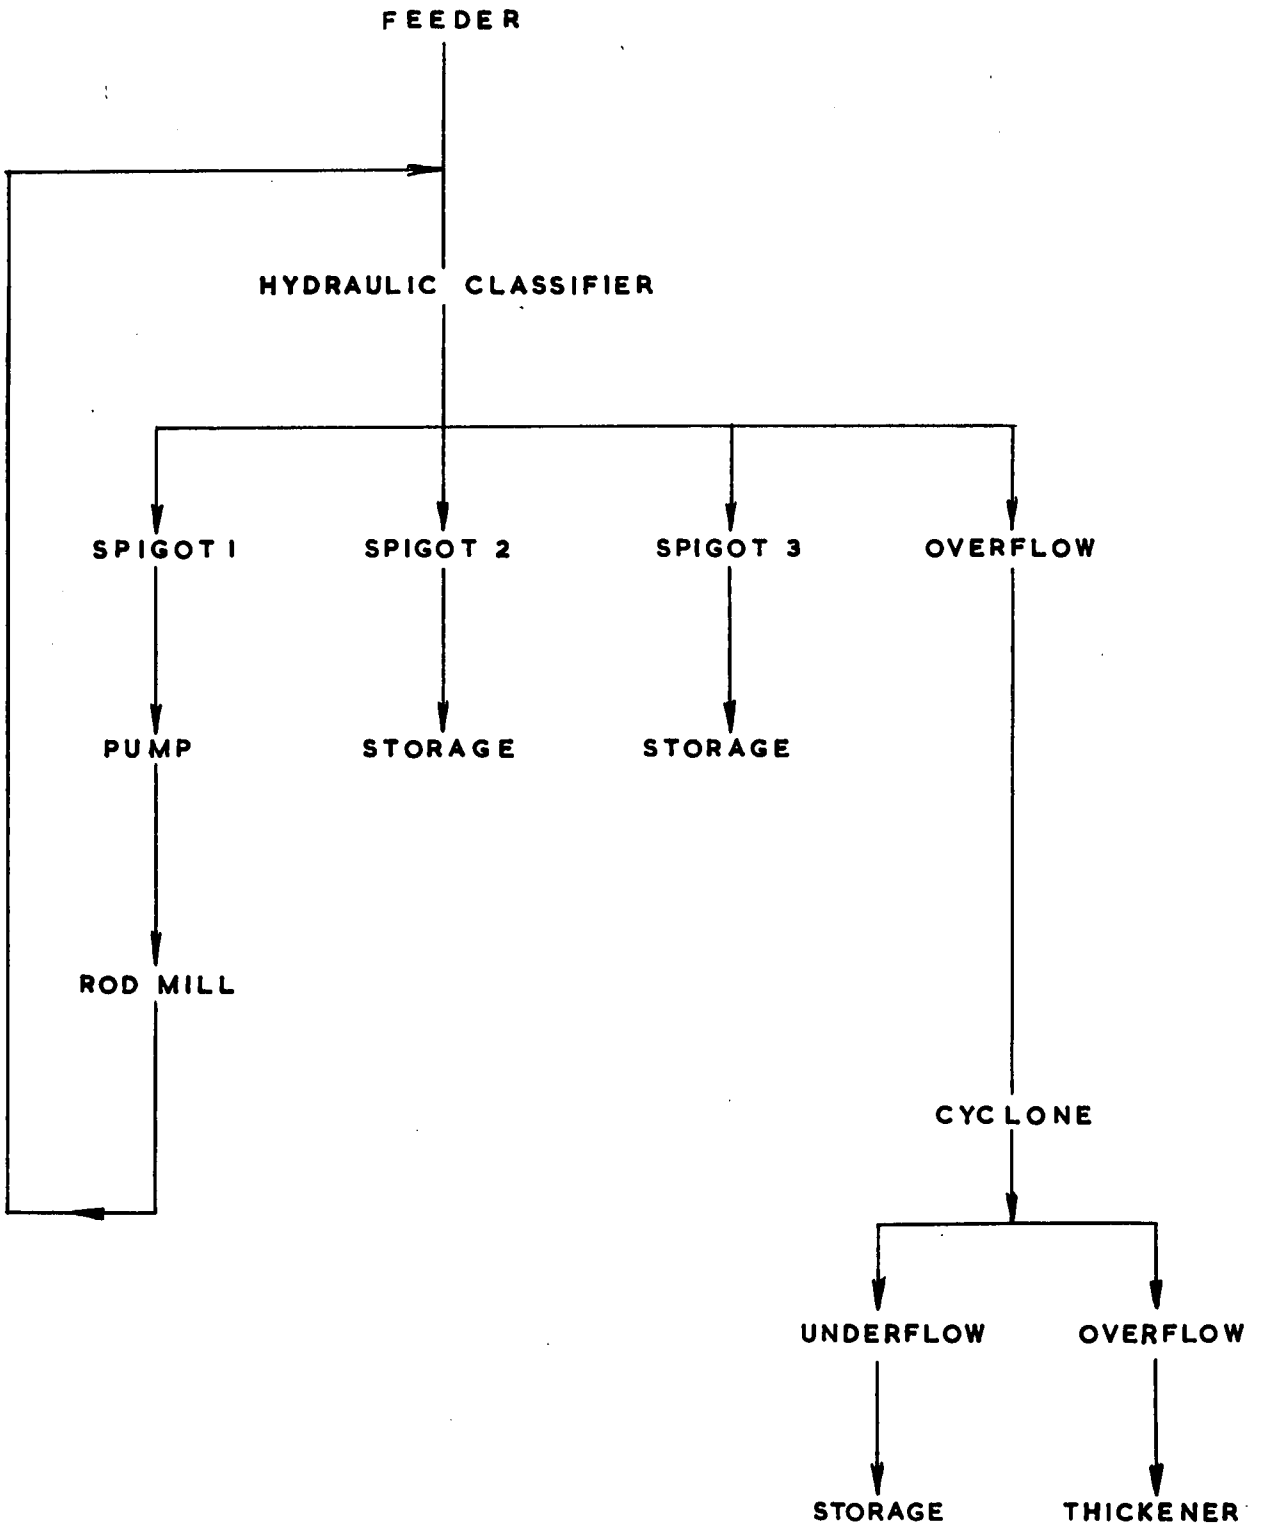 FEEDER
HYDRAULIC CLASSIFIER
SPIGOT 1
SPIGOT 2
SPIGOT 3
OVERFLOW
PUMP
STORAGE
STORAGE
ROD MILL
CYCLONE
UNDERFLOW
OVERFLOW
STORAGE
THICKENER